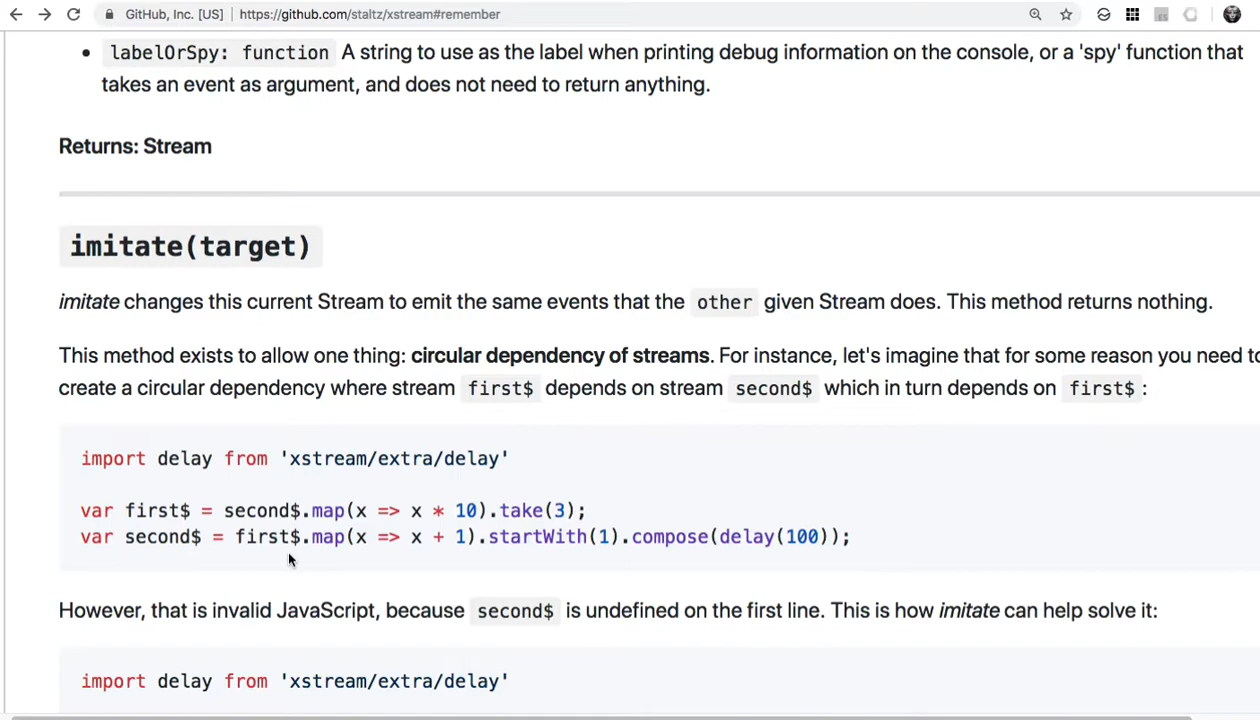 GitHub, Inc. [US] | https://github.com/staltz/xstream#remember
labelOrSpy: function A string to use as the label when printing debug information on the console, or a 'spy' function that
takes an event as argument, and does not need to return anything.
Returns: Stream
imitate(target)
imitate changes this current Stream to emit the same events that the other given Stream does. This method returns nothing.
This method exists to allow one thing: circular dependency of streams. For instance, let's imagine that for some reason you need to
create a circular dependency where stream first$ depends on stream second$ which in turn depends on first$ :
import delay from 'xstream/extra/delay'
var first$ = second$.map(x => x * 10).take(3);
var second$ = first$.map(x => x + 1).startWith(1).compose(delay(100));
However, that is invalid JavaScript, because second$ is undefined on the first line. This is how imitate can help solve it:
import delay from 'xstream/extra/delay'